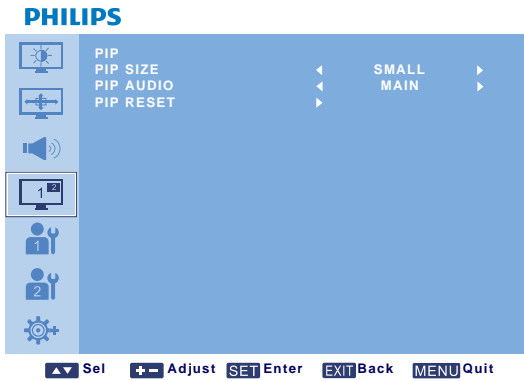 PHILIPS
PIP
PIP SIZE SMALL
PIP AUDIO MAIN
PIP RESET
1 2
1
2
Sel Adjust SET Enter EXIT Back MENU Quit